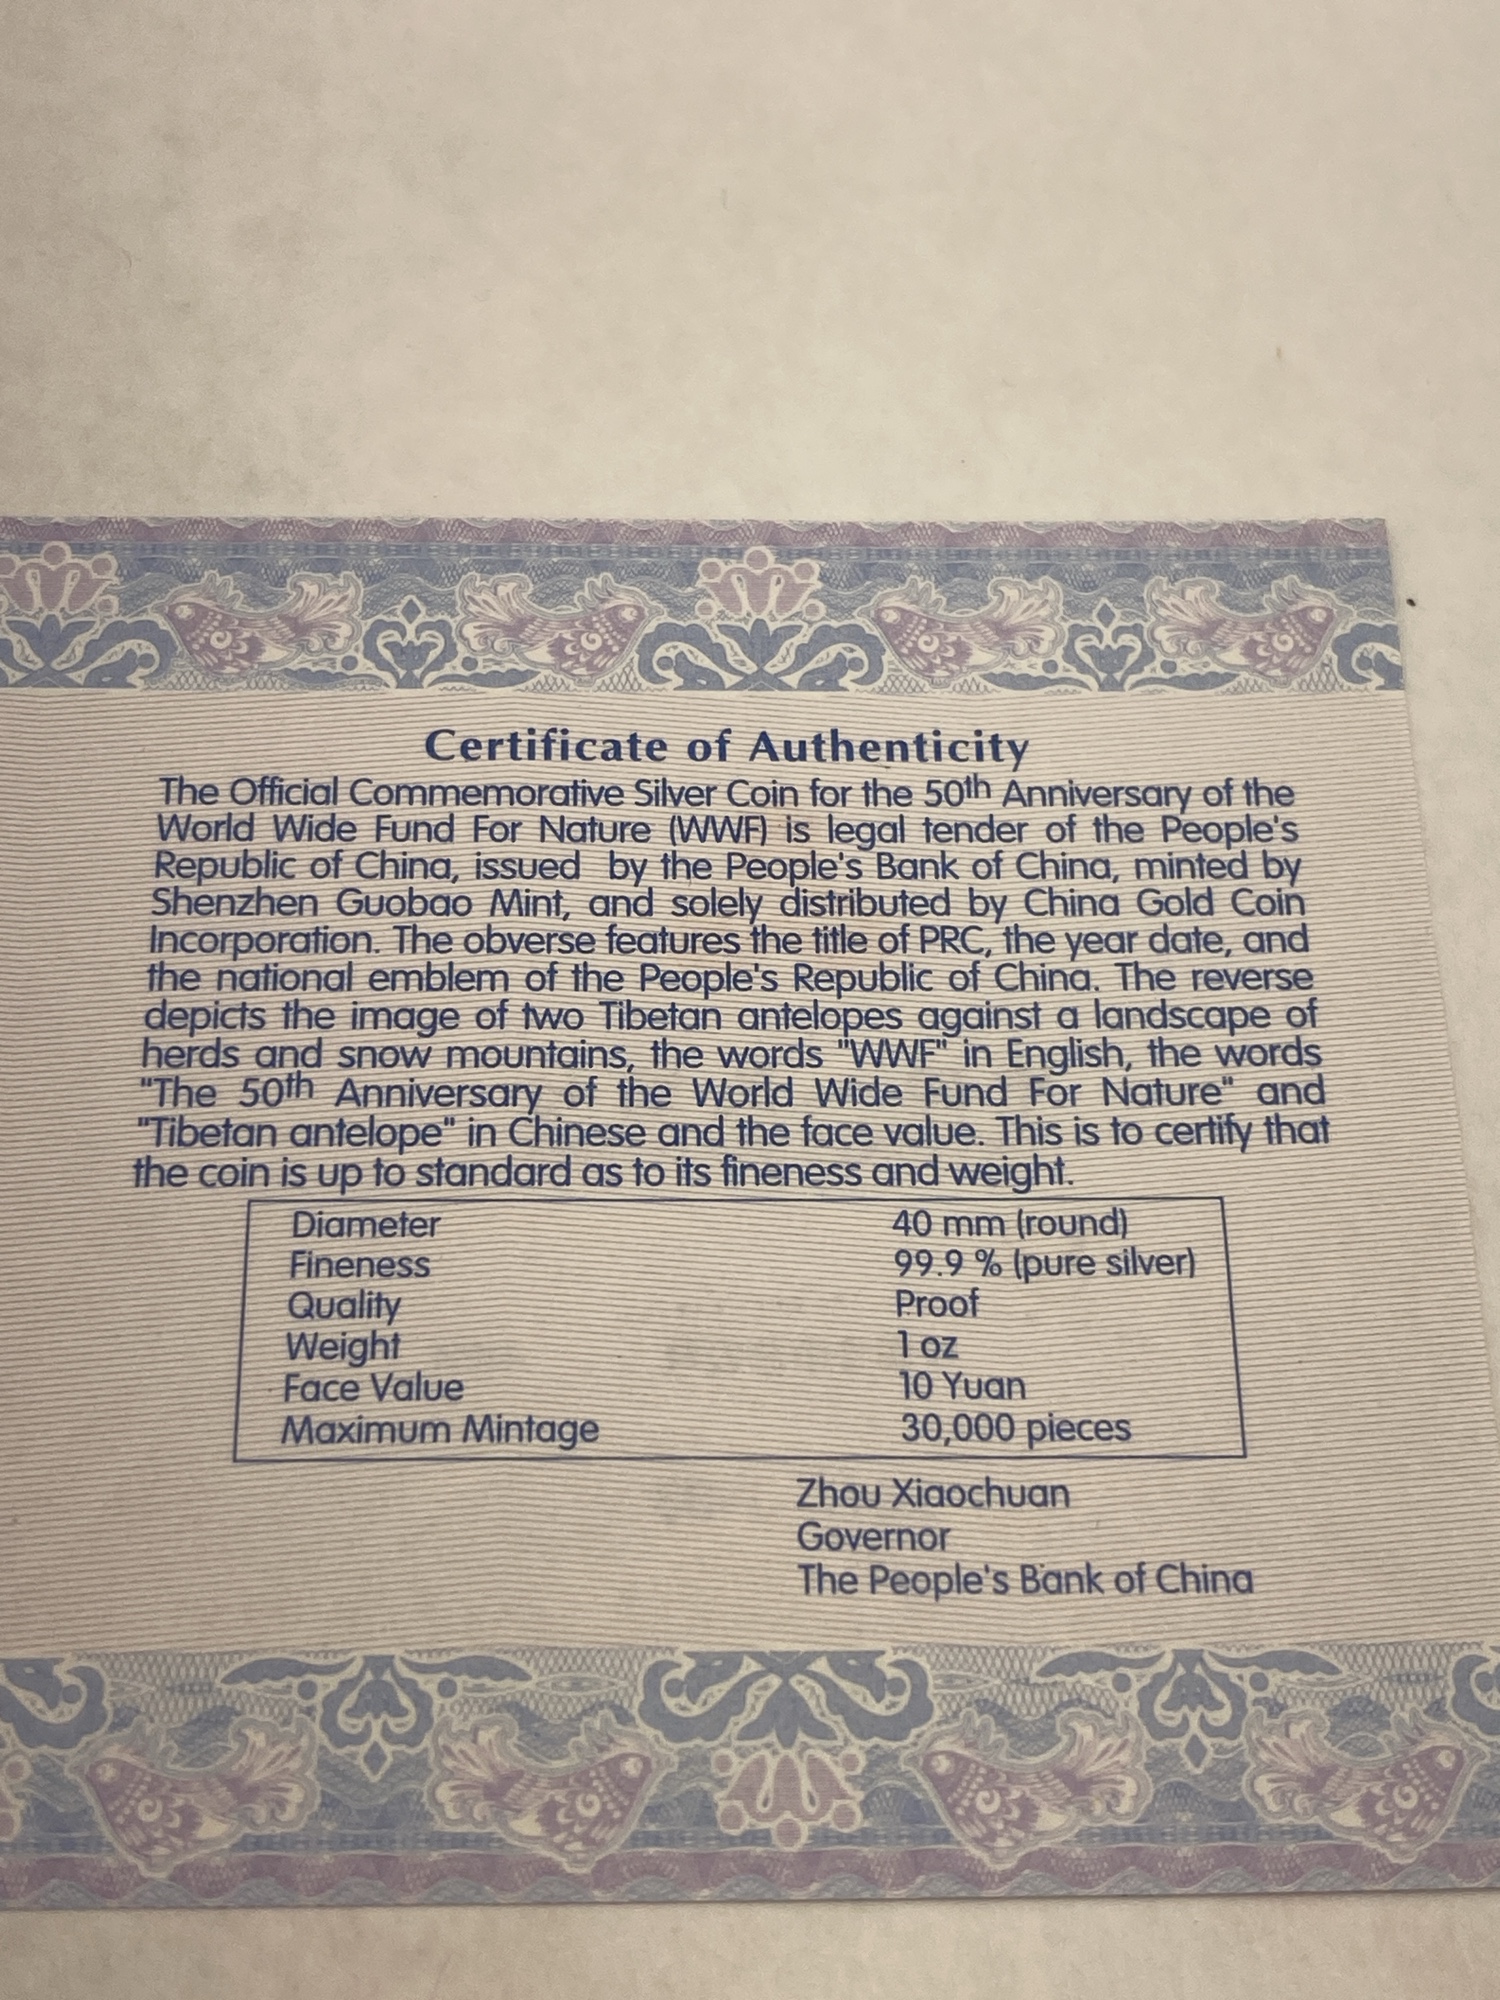 Certificate of Authenticity
The Official Commemorative Silver Coin for the 50th Anniversary of the
World Wide Fund For Nature (WWF) is legal tender of the People's
Republic of China, issued by the People's Bank of China, minted by
Shenzhen Guobao Mint, and solely distributed by China Gold Coin
Incorporation. The obverse features the title of PRC, the year date, and
the national emblem of the People's Republic of China. The reverse
depicts the image of two Tibetan antelopes against a landscape of
herds and snow mountains, the words "WWF" in English, the words
"The 50th Anniversary of the World Wide Fund For Nature" and
"Tibetan antelope" in Chinese and the face value. This is to certify that
the coin is up to standard as to its fineness and weight.
Diameter 40 mm (round)
Fineness 99.9 % (pure silver)
Quality Proof
Weight 1 oz
Face Value 10 Yuan
Maximum Mintage 30,000 pieces
Zhou Xiaochuan
Governor
The People's Bank of China